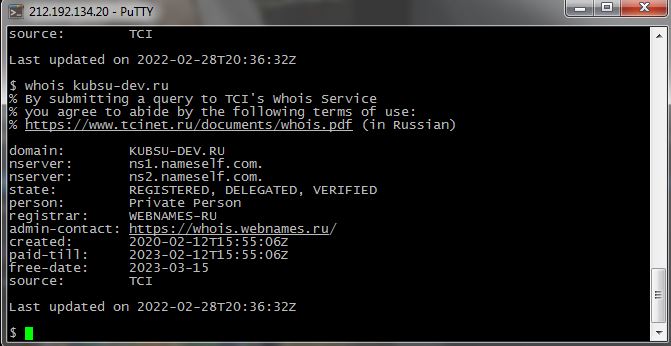 212.192.134.20 - PuTTY
source:       TCI
Last updated on 2022-02-28T20:36:32Z
$ whois kubsu-dev.ru
% By submitting a query to TCI's Whois Service
% you agree to abide by the following terms of use:
% https://www.tcinet.ru/documents/whois.pdf (in Russian)
domain:       KUBSU-DEV.RU
nserver:      ns1.nameself.com.
nserver:      ns2.nameself.com.
state:        REGISTERED, DELEGATED, VERIFIED
person:       Private Person
registrar:    WEBNAMES-RU
admin-contact: https://whois.webnames.ru/
created:      2020-02-12T15:55:06Z
paid-till:    2023-02-12T15:55:06Z
free-date:    2023-03-15
source:       TCI
Last updated on 2022-02-28T20:36:32Z
$